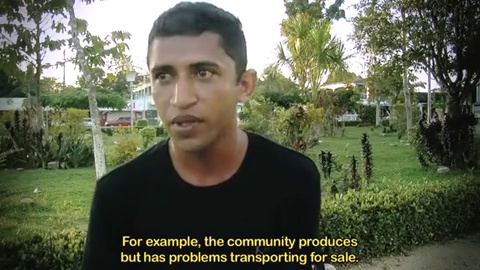 For example, the community produces
but has problems transporting for sale.